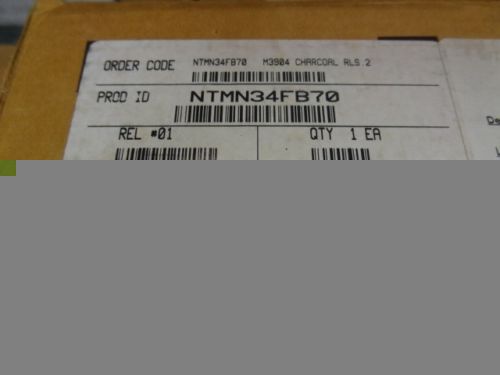 ORDER CODE NTMN34FB70 M3904 CHARCOAL RLS.2
PROD ID NTMN34FB70
REL #01 QTY 1 EA